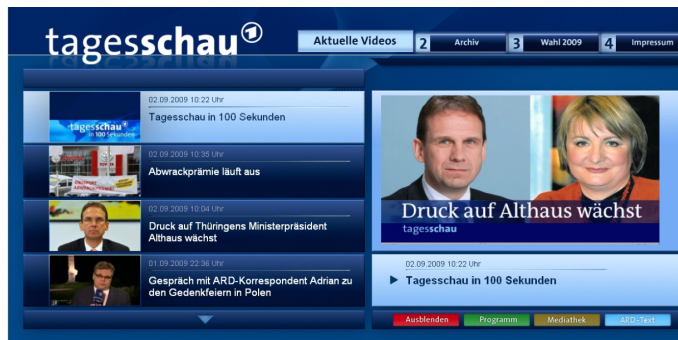 tagesschau
Aktuelle Videos
2 Archiv
3 Wahl 2009
4 Impressum
02.09.2009 10:22 Uhr
Tagesschau in 100 Sekunden
tagesschau
in 100 Sekunden
02.09.2009 10:35 Uhr
Abwrackprämie läuft aus
02.09.2009 10:04 Uhr
Druck auf Thüringens Ministerpräsident
Althaus wächst
01.09.2009 22:36 Uhr
Gespräch mit ARD-Korrespondent Adrian zu
den Gedenkfeiern in Polen
Druck auf Althaus wächst
tagesschau
02.09.2009 10:22 Uhr
Tagesschau in 100 Sekunden
Ausblenden
Programm
Mediathek
ARD-Text